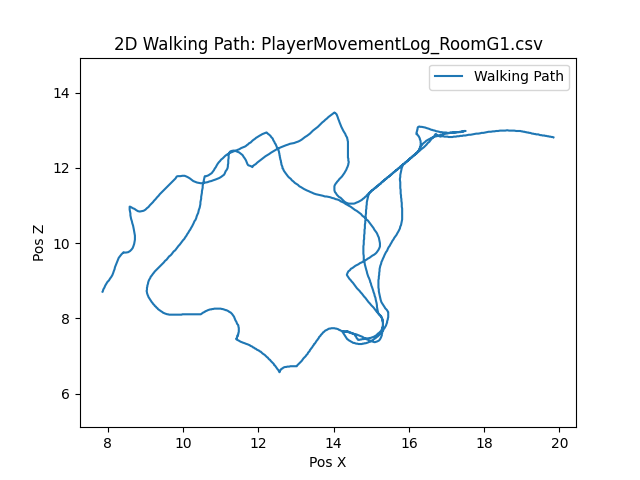 2D Walking Path: PlayerMovementLog_RoomG1.csv
Walking Path
14
12
10
8
6
Pos Z
8 10 12 14 16 18 20
Pos X